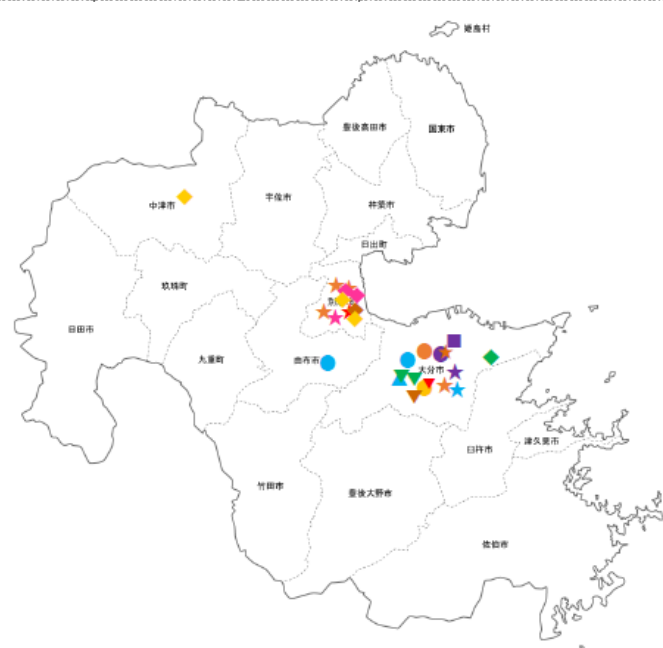 姫島村
豊後高田市
国東市
中津市
宇佐市
杵築市
日出町
玖珠町
日田市
九重町
由布市
大分市
臼杵市
津久見市
竹田市
豊後大野市
佐伯市